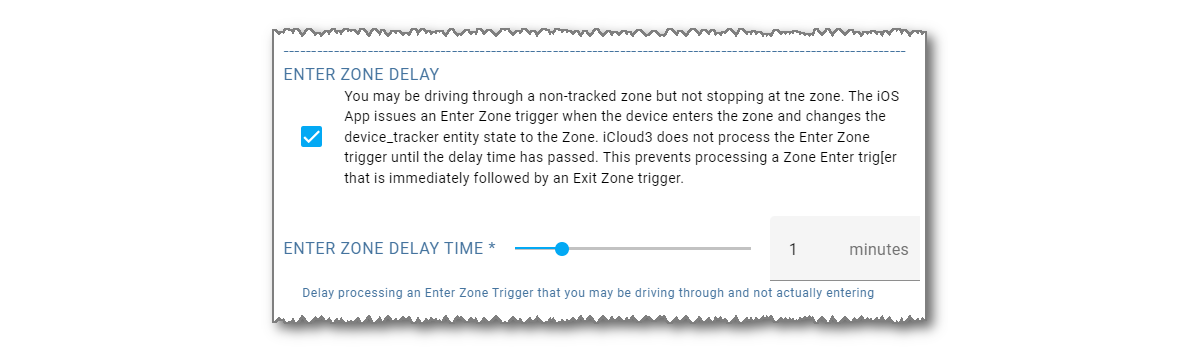 ENTER ZONE DELAY
You may be driving through a non-tracked zone but not stopping at tne zone. The iOS
App issues an Enter Zone trigger when the device enters the zone and changes the
device_tracker entity state to the Zone. iCloud3 does not process the Enter Zone
trigger until the delay time has passed. This prevents processing a Zone Enter trig[er
that is immediately followed by an Exit Zone trigger.
ENTER ZONE DELAY TIME * 1 minutes
Delay processing an Enter Zone Trigger that you may be driving through and not actually entering